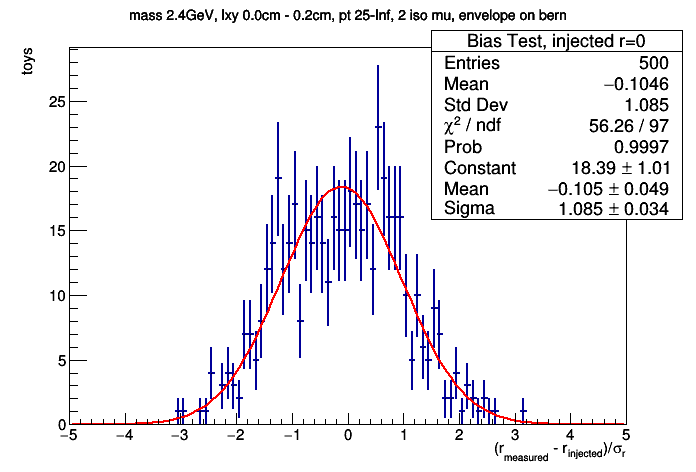 mass 2.4GeV, lxy 0.0cm - 0.2cm, pt 25-Inf, 2 iso mu, envelope on bern
Bias Test, injected r=0
Entries 500
Mean −0.1046
Std Dev 1.085
χ² / ndf 56.26 / 97
Prob 0.9997
Constant 18.39 ± 1.01
Mean −0.105 ± 0.049
Sigma 1.085 ± 0.034
toys
25
20
15
10
5
0
−5 −4 −3 −2 −1 0 1 2 3 4 5
(r_measured - r_injected)/σ_r